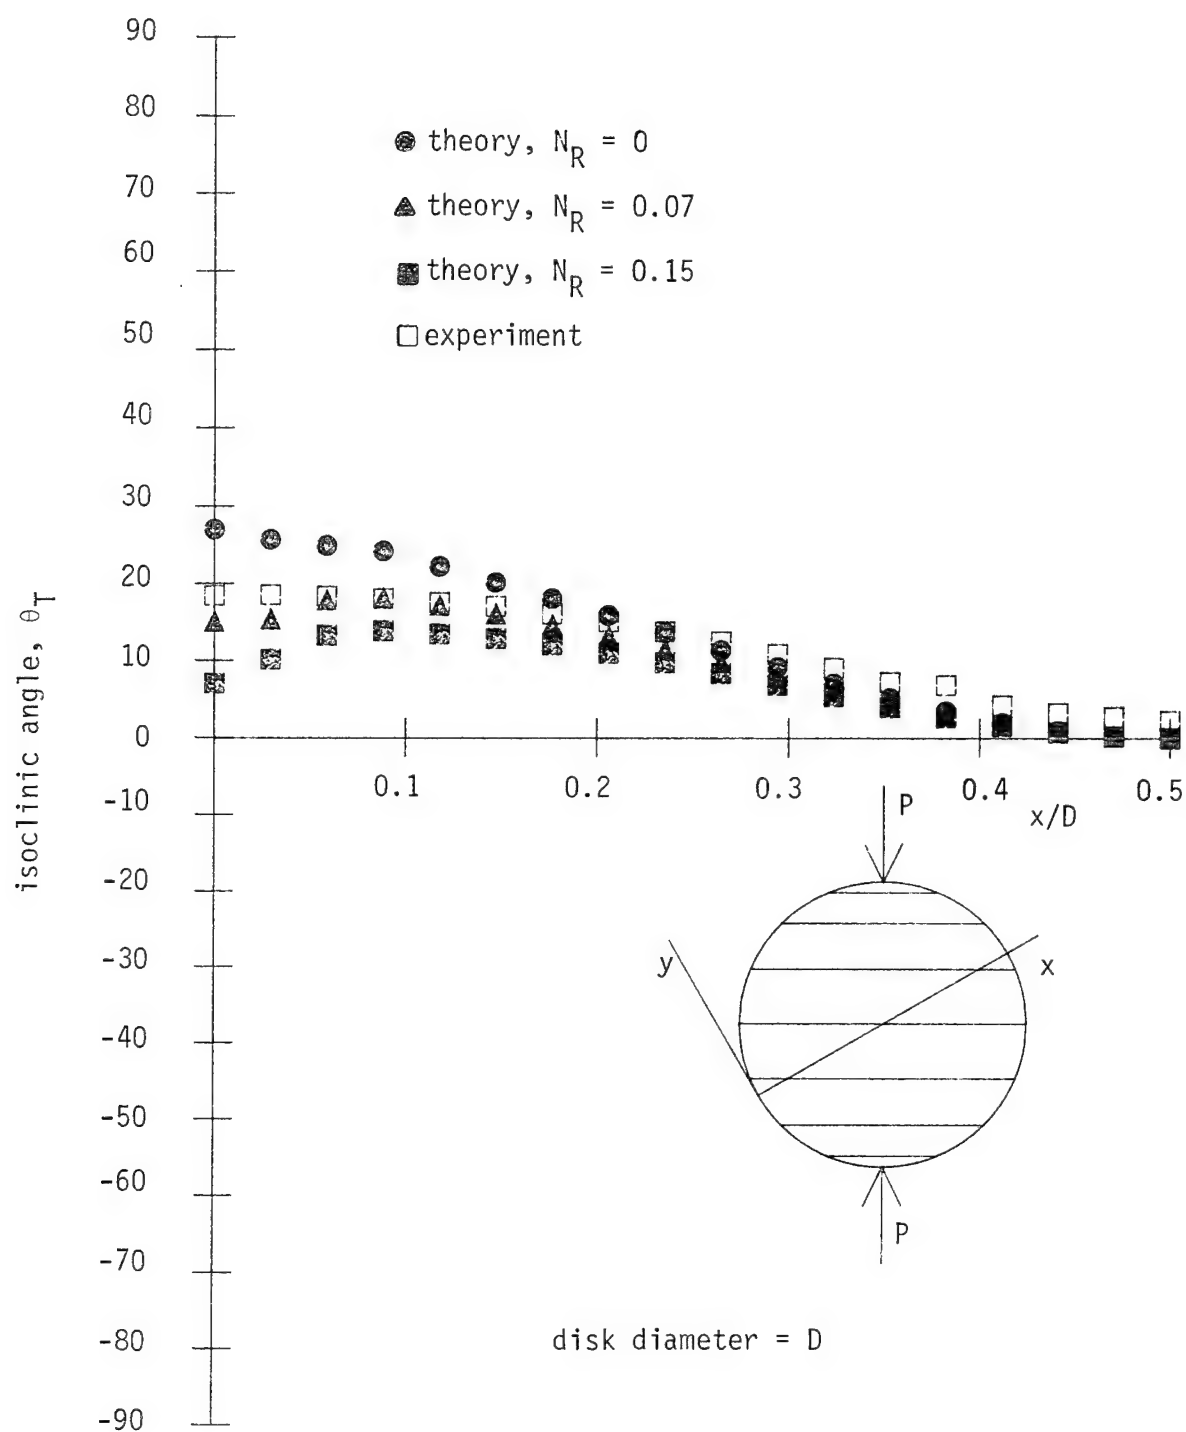 90
80
70
60
50
40
30
20
10
0
-10
-20
-30
-40
-50
-60
-70
-80
-90
isoclinic angle, θT
theory, NR = 0
theory, NR = 0.07
theory, NR = 0.15
experiment
0.1
0.2
0.3
0.4
0.5
x/D
P
y
x
P
disk diameter = D